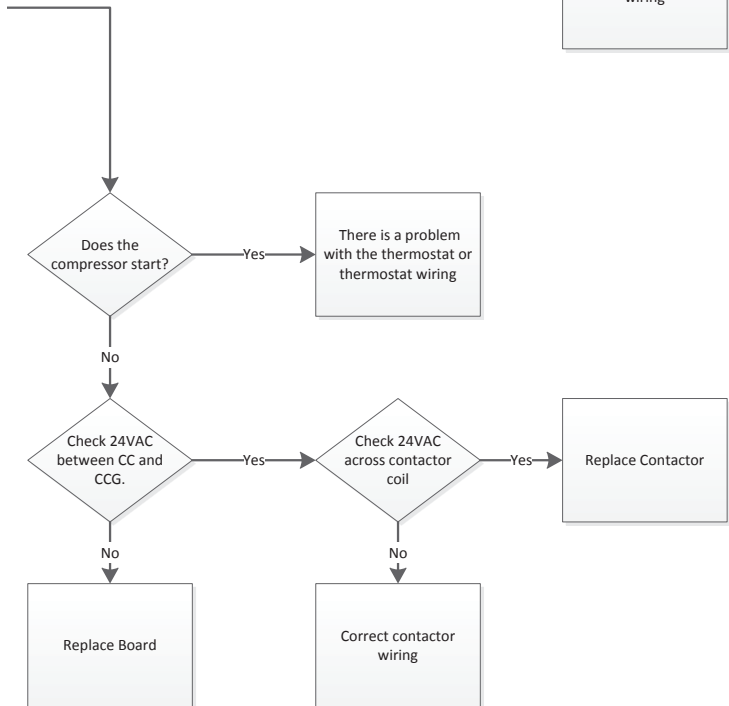 wiring
Does the
compressor start?
Yes
There is a problem
with the thermostat or
thermostat wiring
No
Check 24VAC
between CC and
CCG.
Yes
Check 24VAC
across contactor
coil
Yes
Replace Contactor
No
No
Replace Board
Correct contactor
wiring